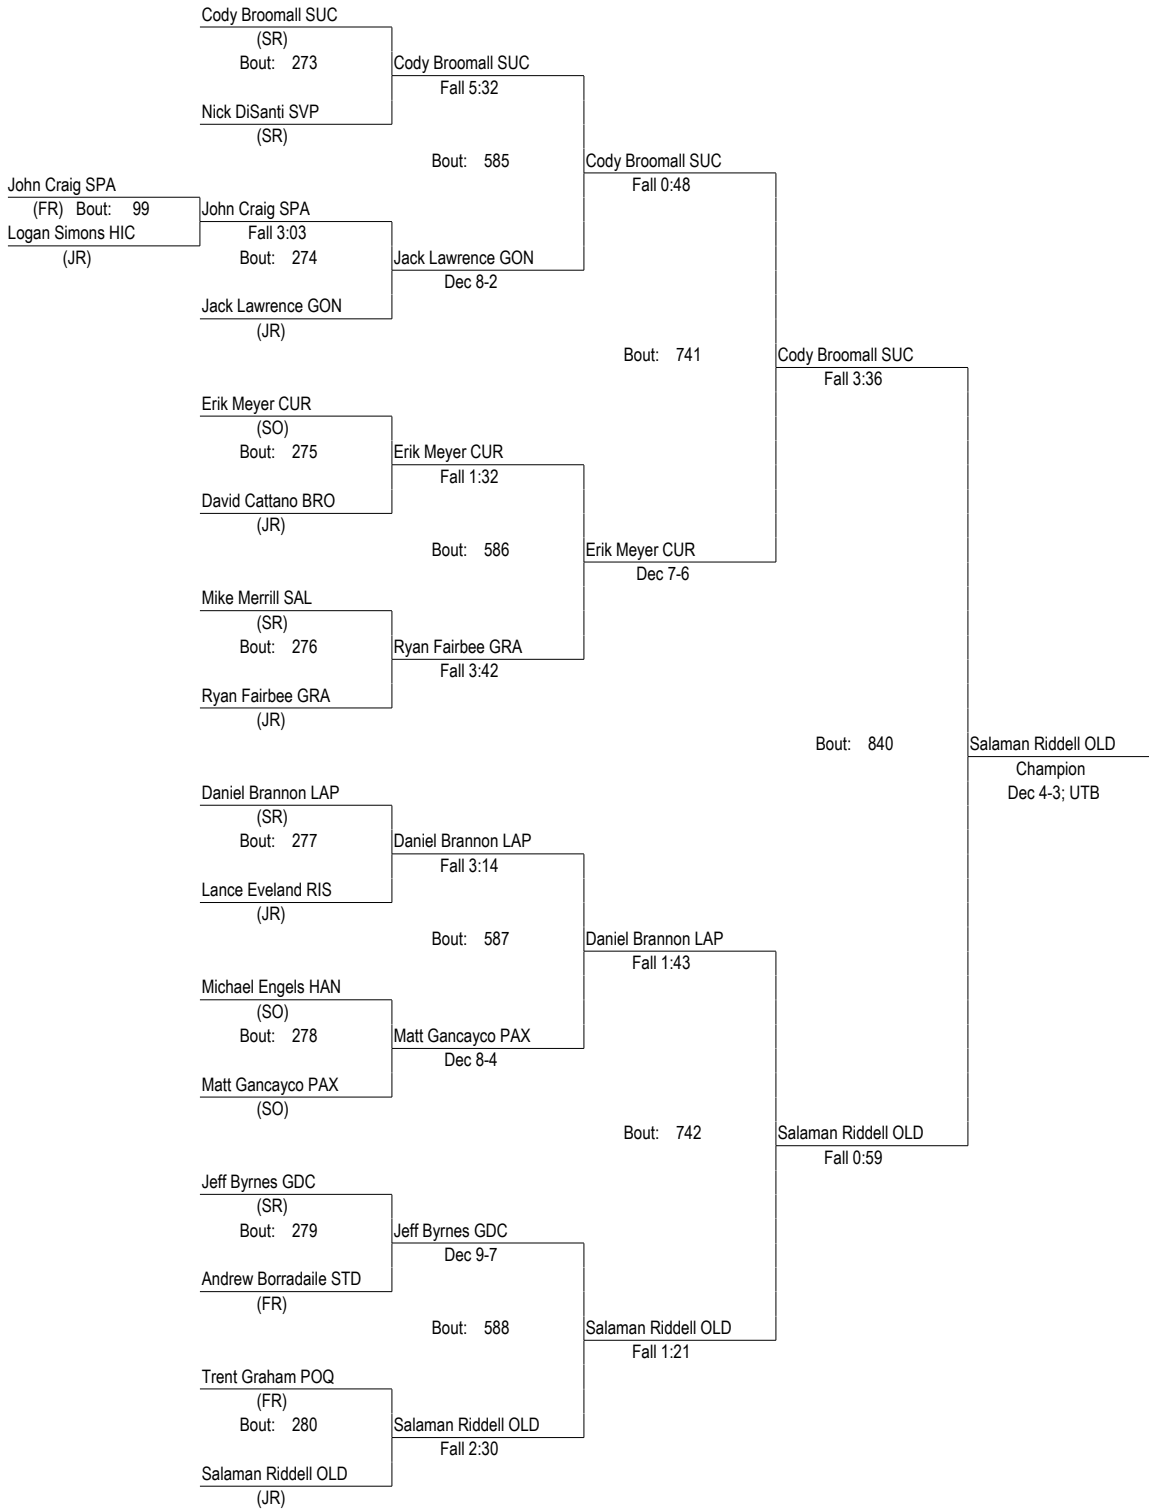 Cody Broomall SUC
(SR)
Bout: 273
Cody Broomall SUC
Fall 5:32
Nick DiSanti SVP
(SR)
Bout: 585
Cody Broomall SUC
Fall 0:48
John Craig SPA
(FR) Bout: 99
John Craig SPA
Logan Simons HIC
Fall 3:03
(JR)
Bout: 274
Jack Lawrence GON
Dec 8-2
Jack Lawrence GON
(JR)
Bout: 741
Cody Broomall SUC
Fall 3:36
Erik Meyer CUR
(SO)
Bout: 275
Erik Meyer CUR
Fall 1:32
David Cattano BRO
(JR)
Bout: 586
Erik Meyer CUR
Dec 7-6
Mike Merrill SAL
(SR)
Bout: 276
Ryan Fairbee GRA
Fall 3:42
Ryan Fairbee GRA
(JR)
Bout: 840
Salaman Riddell OLD
Champion
Dec 4-3; UTB
Daniel Brannon LAP
(SR)
Bout: 277
Daniel Brannon LAP
Fall 3:14
Lance Eveland RIS
(JR)
Bout: 587
Daniel Brannon LAP
Fall 1:43
Michael Engels HAN
(SO)
Bout: 278
Matt Gancayco PAX
Dec 8-4
Matt Gancayco PAX
(SO)
Bout: 742
Salaman Riddell OLD
Fall 0:59
Jeff Byrnes GDC
(SR)
Bout: 279
Jeff Byrnes GDC
Dec 9-7
Andrew Borradaile STD
(FR)
Bout: 588
Salaman Riddell OLD
Fall 1:21
Trent Graham POQ
(FR)
Bout: 280
Salaman Riddell OLD
Fall 2:30
Salaman Riddell OLD
(JR)